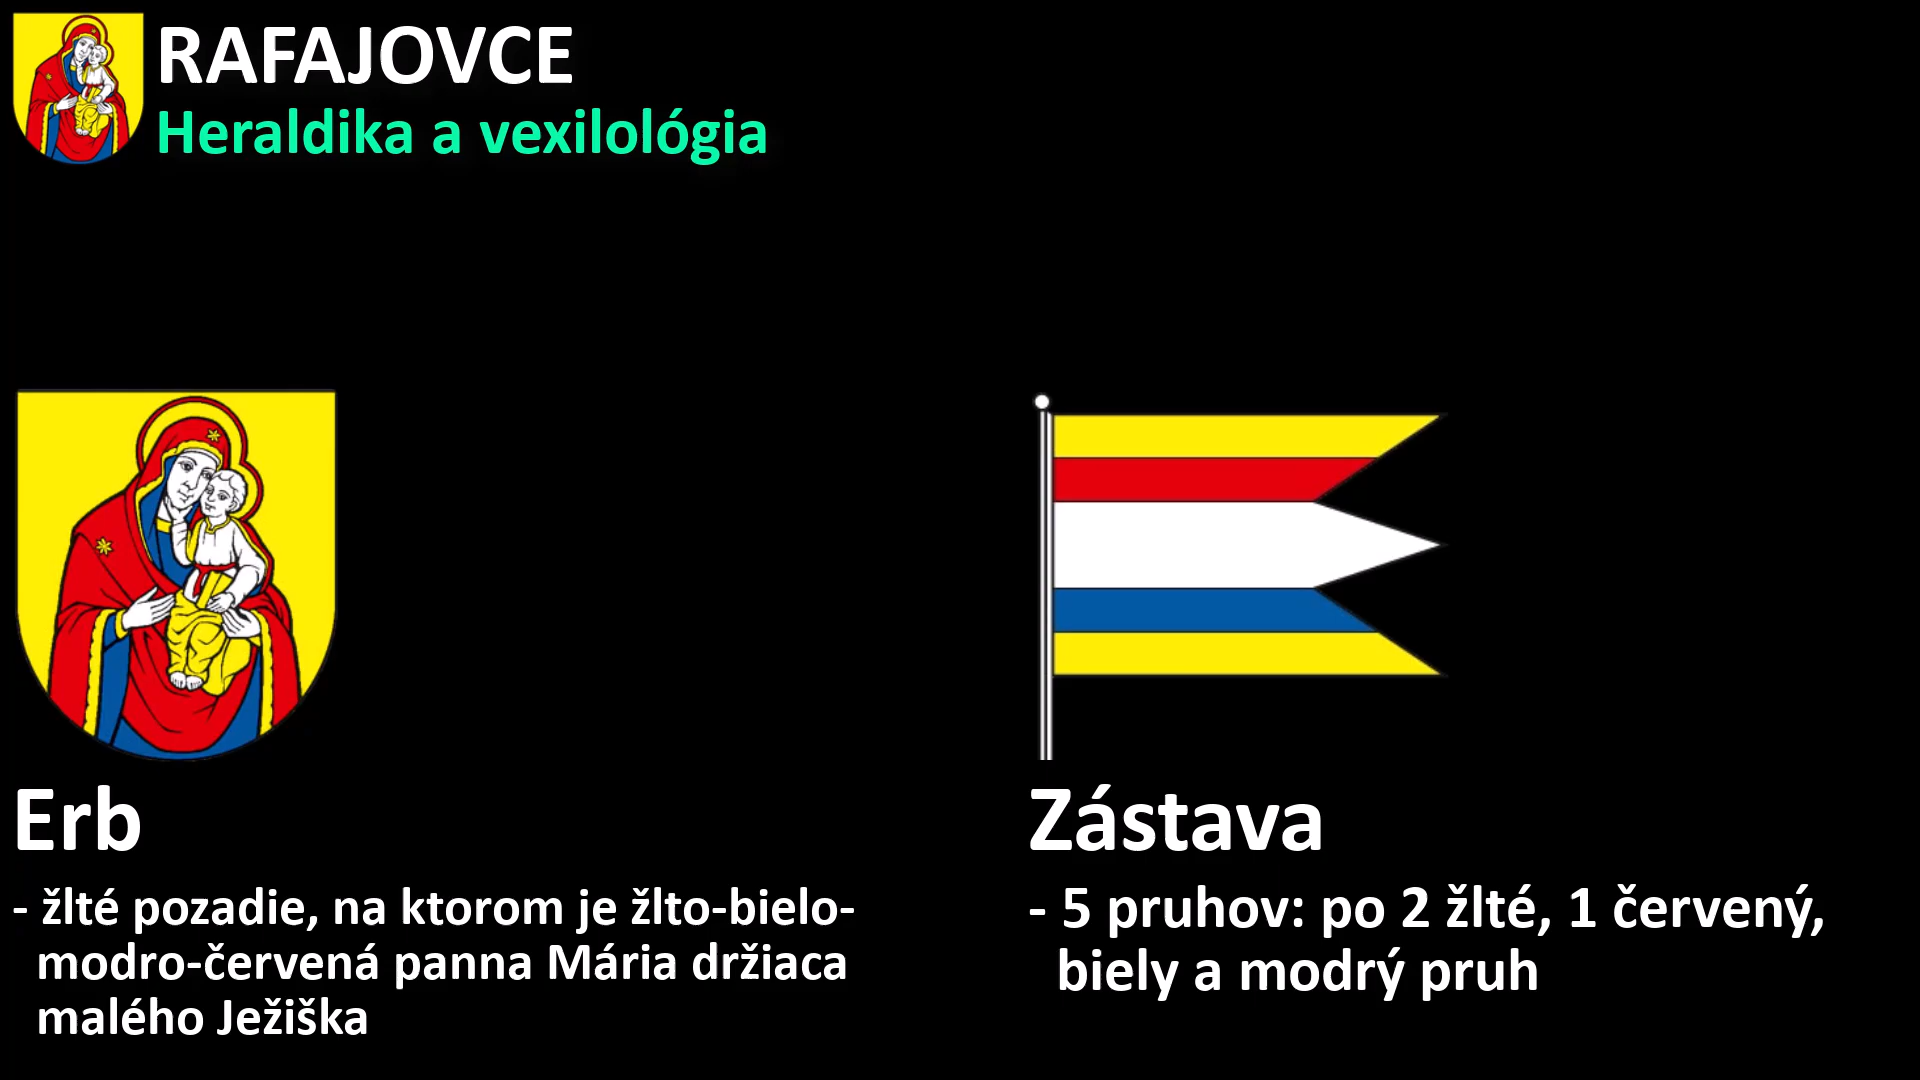 RAFAJOVCE
Heraldika a vexilológia
Erb
- žlté pozadie, na ktorom je žlto-bielo-
modro-červená panna Mária držiaca
malého Ježiška
Zástava
- 5 pruhov: po 2 žlté, 1 červený,
biely a modrý pruh